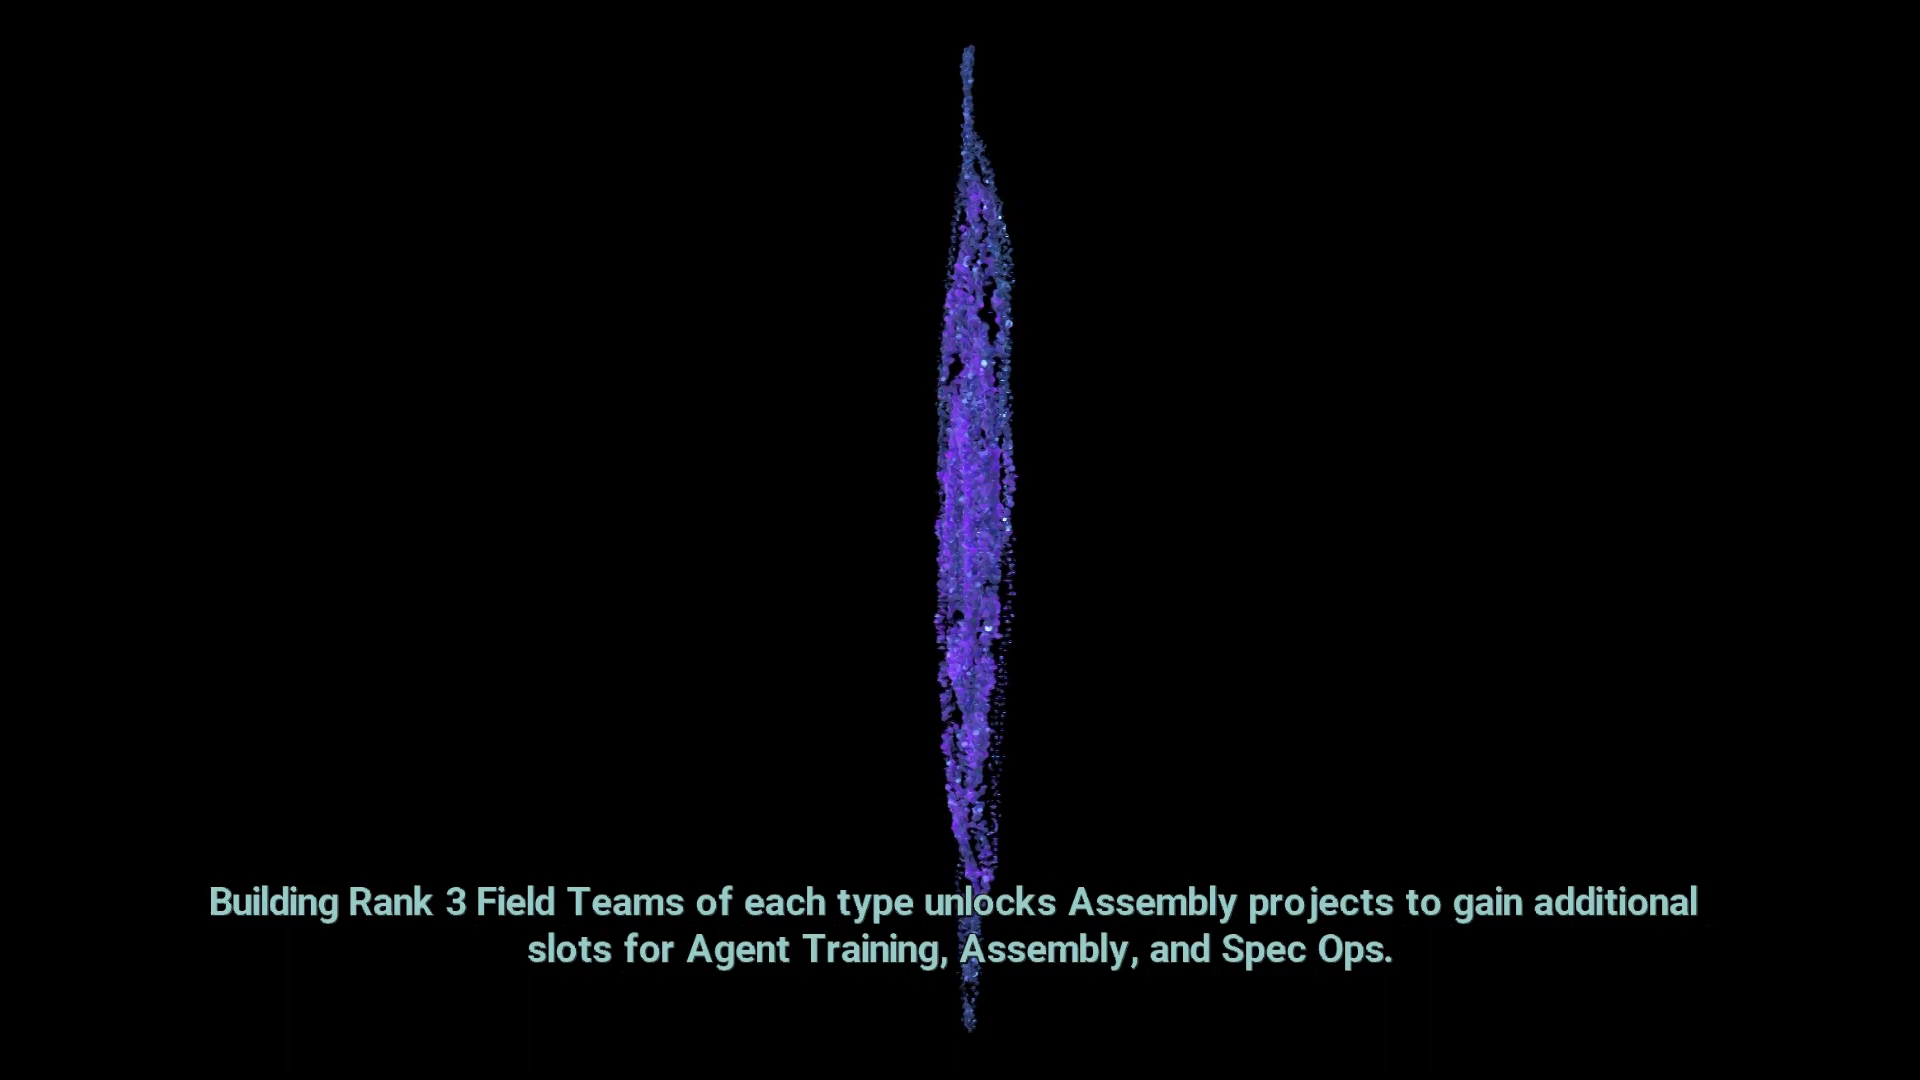 Building Rank 3 Field Teams of each type unlocks Assembly projects to gain additional
slots for Agent Training, Assembly, and Spec Ops.